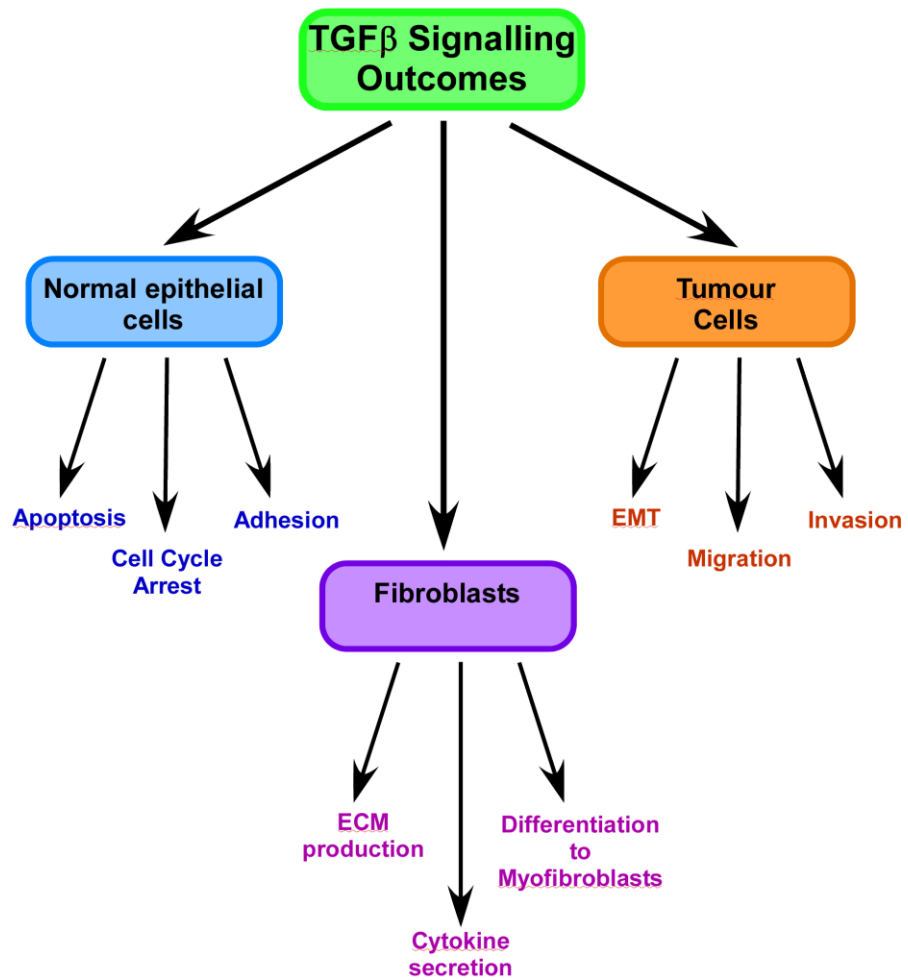 TGFβ Signalling
Outcomes
Normal epithelial
cells
Tumour
Cells
Apoptosis
Cell Cycle
Arrest
Adhesion
EMT
Migration
Invasion
Fibroblasts
ECM
production
Cytokine
secretion
Differentiation
to
Myofibroblasts